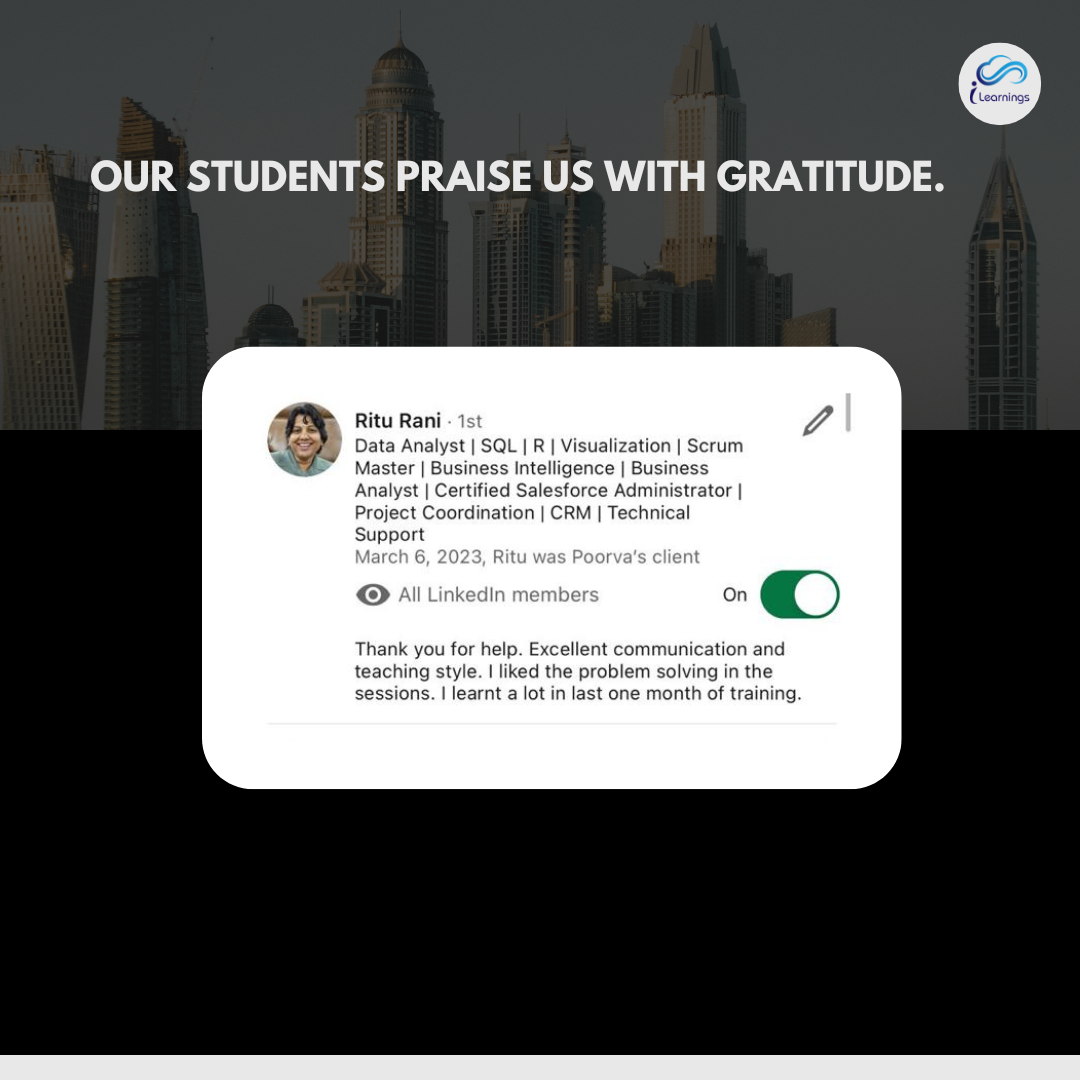 i Learnings
OUR STUDENTS PRAISE US WITH GRATITUDE.
Ritu Rani · 1st
Data Analyst | SQL | R | Visualization | Scrum
Master | Business Intelligence | Business
Analyst | Certified Salesforce Administrator |
Project Coordination | CRM | Technical
Support
March 6, 2023, Ritu was Poorva's client
All LinkedIn members
On
Thank you for help. Excellent communication and
teaching style. I liked the problem solving in the
sessions. I learnt a lot in last one month of training.